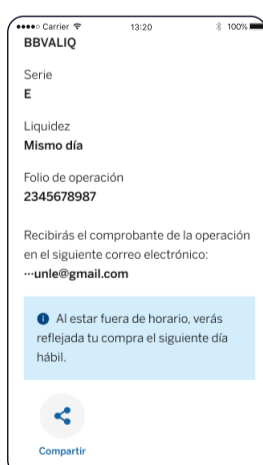 Carrier 13:20 100%
BBVALIQ
Serie
E
Liquidez
Mismo día
Folio de operación
2345678987
Recibirás el comprobante de la operación
en el siguiente correo electrónico:
···unle@gmail.com
Al estar fuera de horario, verás
reflejada tu compra el siguiente día
hábil.
Compartir